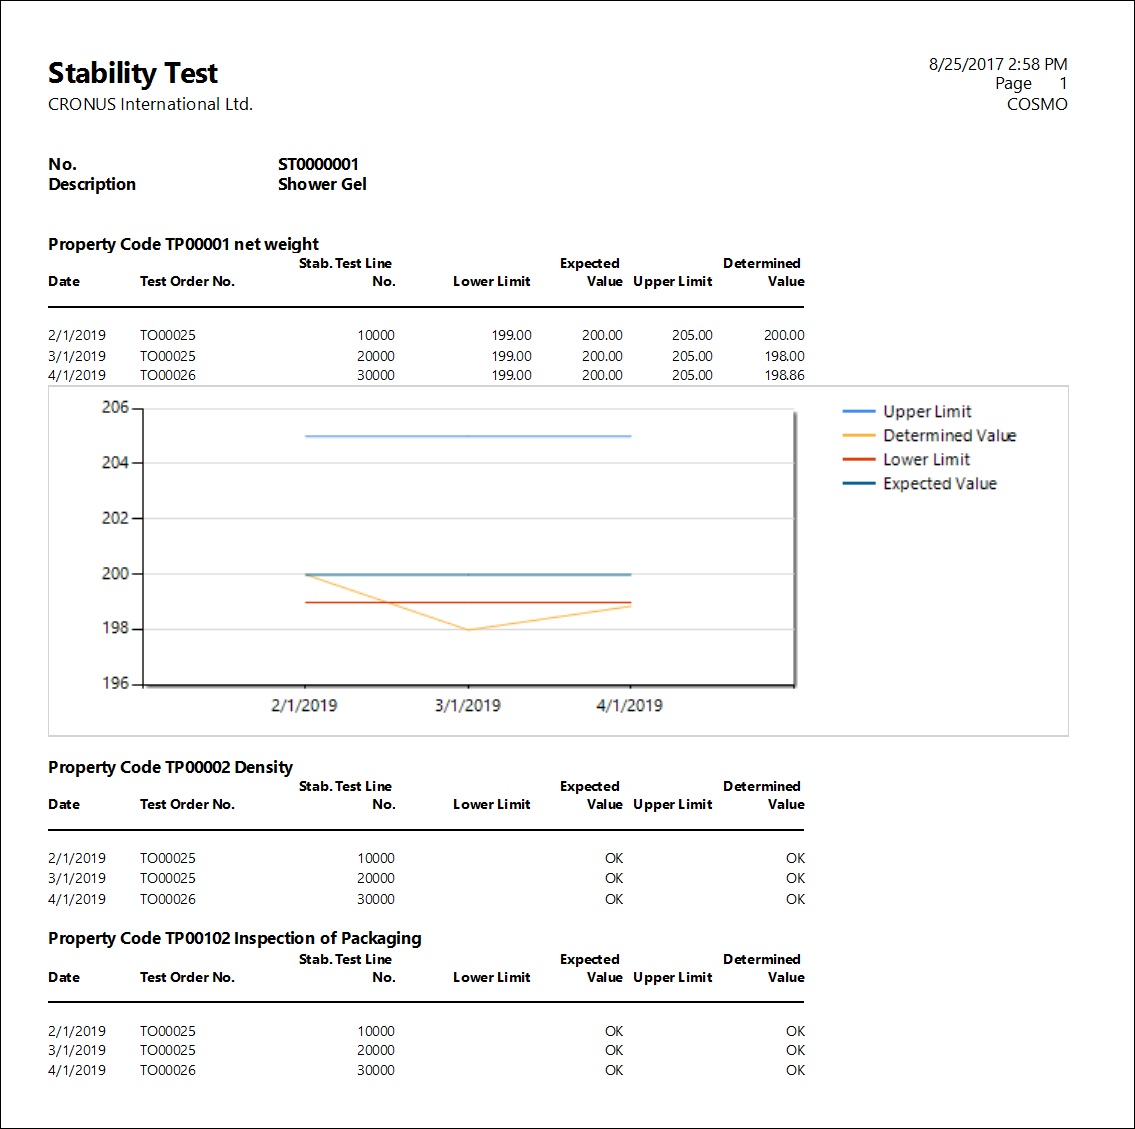 Stability Test
8/25/2017 2:58 PM
Page 1
CRONUS International Ltd.
COSMO
No. ST0000001
Description Shower Gel
Property Code TP00001 net weight
Stab. Test Line Expected Determined
Date Test Order No. No. Lower Limit Value Upper Limit Value
2/1/2019 TO00025 10000 199.00 200.00 205.00 200.00
3/1/2019 TO00025 20000 199.00 200.00 205.00 198.00
4/1/2019 TO00026 30000 199.00 200.00 205.00 198.86
206
204
202
200
198
196
2/1/2019 3/1/2019 4/1/2019
Upper Limit
Determined Value
Lower Limit
Expected Value
Property Code TP00002 Density
Stab. Test Line Expected Determined
Date Test Order No. No. Lower Limit Value Upper Limit Value
2/1/2019 TO00025 10000 OK OK
3/1/2019 TO00025 20000 OK OK
4/1/2019 TO00026 30000 OK OK
Property Code TP00102 Inspection of Packaging
Stab. Test Line Expected Determined
Date Test Order No. No. Lower Limit Value Upper Limit Value
2/1/2019 TO00025 10000 OK OK
3/1/2019 TO00025 20000 OK OK
4/1/2019 TO00026 30000 OK OK